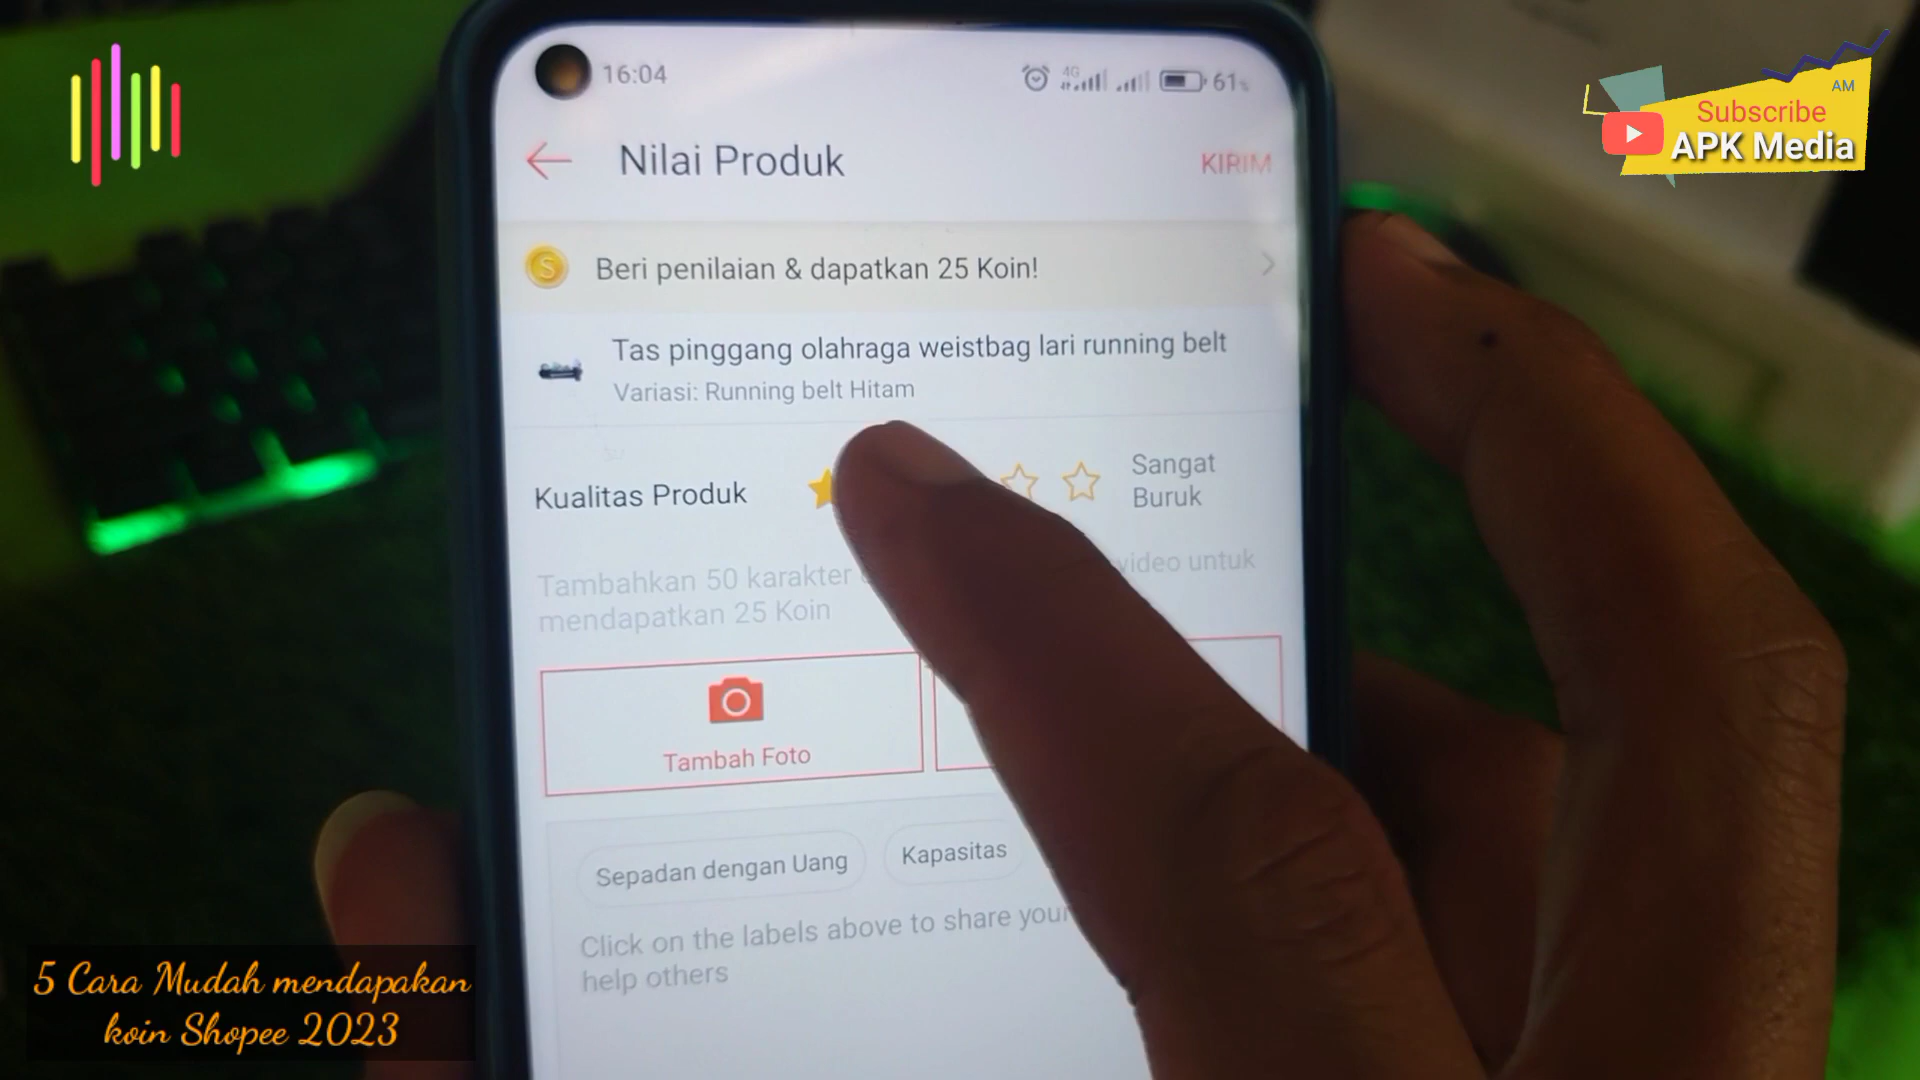 16:04
4G
61%
AM
Subscribe
APK Media
Nilai Produk
KIRIM
Beri penilaian & dapatkan 25 Koin!
Tas pinggang olahraga weistbag lari running belt
Variasi: Running belt Hitam
Kualitas Produk
Sangat
Buruk
Tambahkan 50 karakter
video untuk
mendapatkan 25 Koin
Tambah Foto
Sepadan dengan Uang
Kapasitas
Click on the labels above to share your
help others
5 Cara Mudah mendapakan
koin Shopee 2023